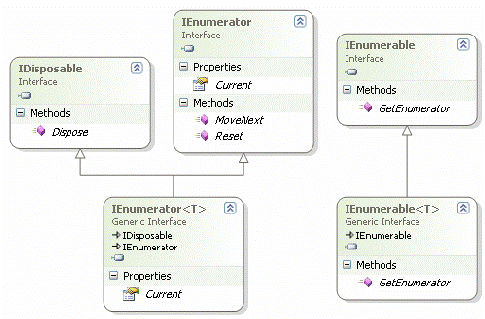 IDisposable
Interface
Methods
Dispose
IEnumerator
Interface
Properties
Current
Methods
MoveNext
Reset
IEnumerable
Interface
Methods
GetEnumerator
IEnumerator<T>
Generic Interface
IDisposable
IEnumerator
Properties
Current
IEnumerable<T>
Generic Interface
IEnumerable
Methods
GetEnumerator